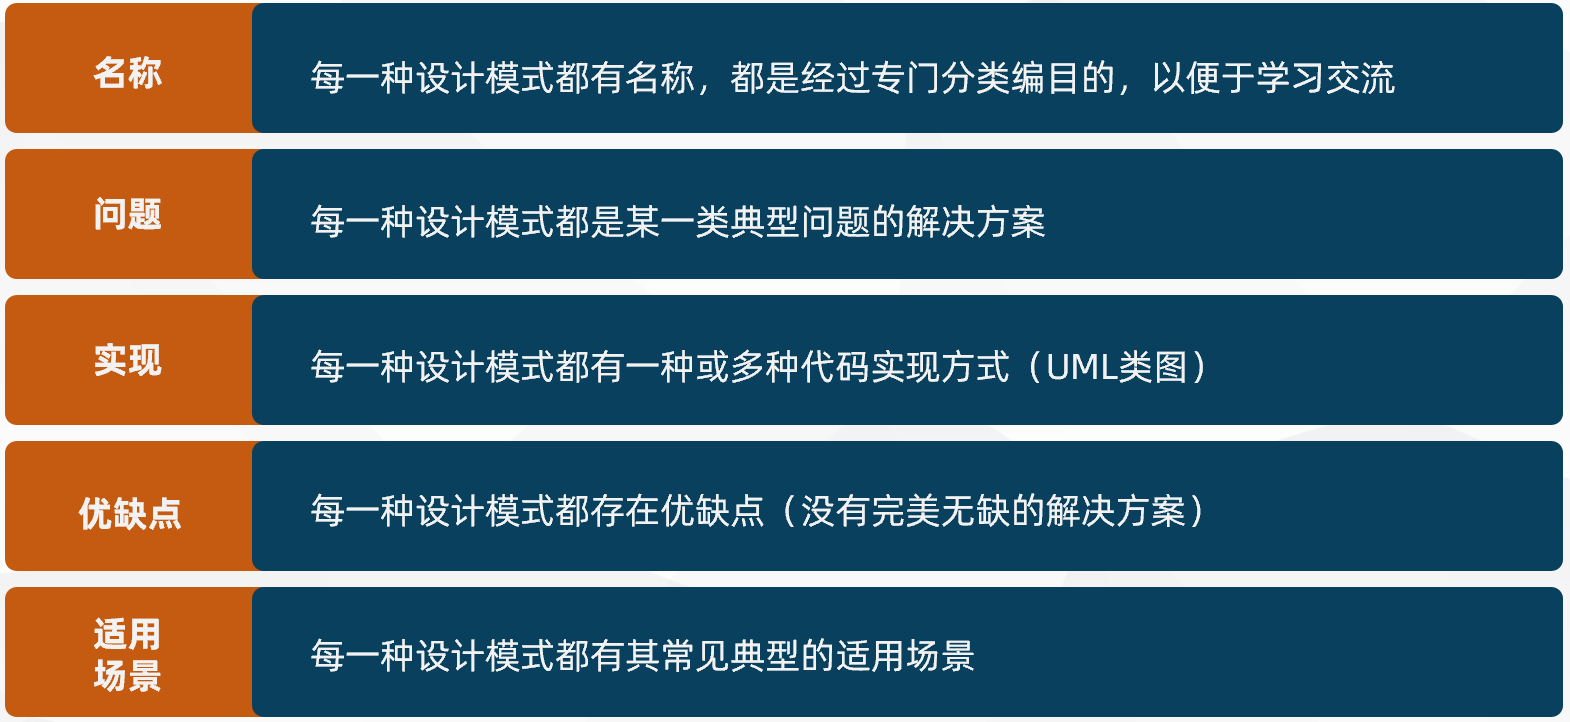 名称
每一种设计模式都有名称，都是经过专门分类编目的，以便于学习交流
问题
每一种设计模式都是某一类典型问题的解决方案
实现
每一种设计模式都有一种或多种代码实现方式（UML类图）
优缺点
每一种设计模式都存在优缺点（没有完美无缺的解决方案）
适用
场景
每一种设计模式都有其常见典型的适用场景